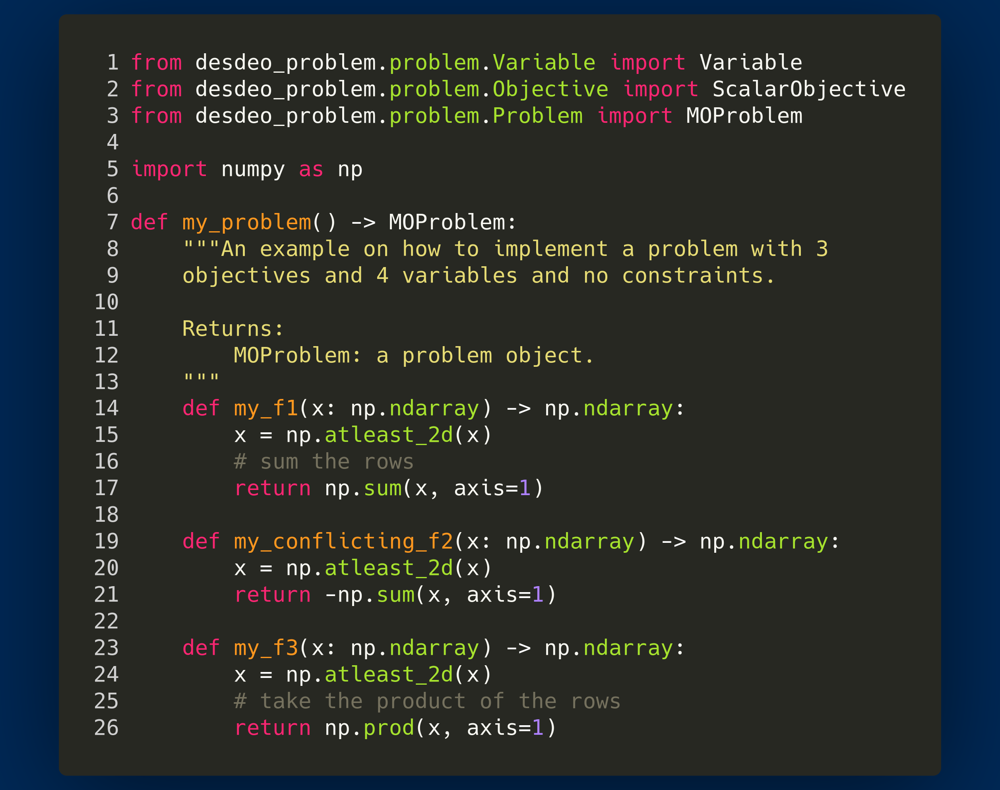 1 from desdeo_problem.problem.Variable import Variable
2 from desdeo_problem.problem.Objective import ScalarObjective
3 from desdeo_problem.problem.Problem import MOProblem
4
5 import numpy as np
6
7 def my_problem() -> MOProblem:
8     """An example on how to implement a problem with 3
9     objectives and 4 variables and no constraints.
10
11     Returns:
12         MOProblem: a problem object.
13     """
14     def my_f1(x: np.ndarray) -> np.ndarray:
15         x = np.atleast_2d(x)
16         # sum the rows
17         return np.sum(x, axis=1)
18
19     def my_conflicting_f2(x: np.ndarray) -> np.ndarray:
20         x = np.atleast_2d(x)
21         return -np.sum(x, axis=1)
22
23     def my_f3(x: np.ndarray) -> np.ndarray:
24         x = np.atleast_2d(x)
25         # take the product of the rows
26         return np.prod(x, axis=1)